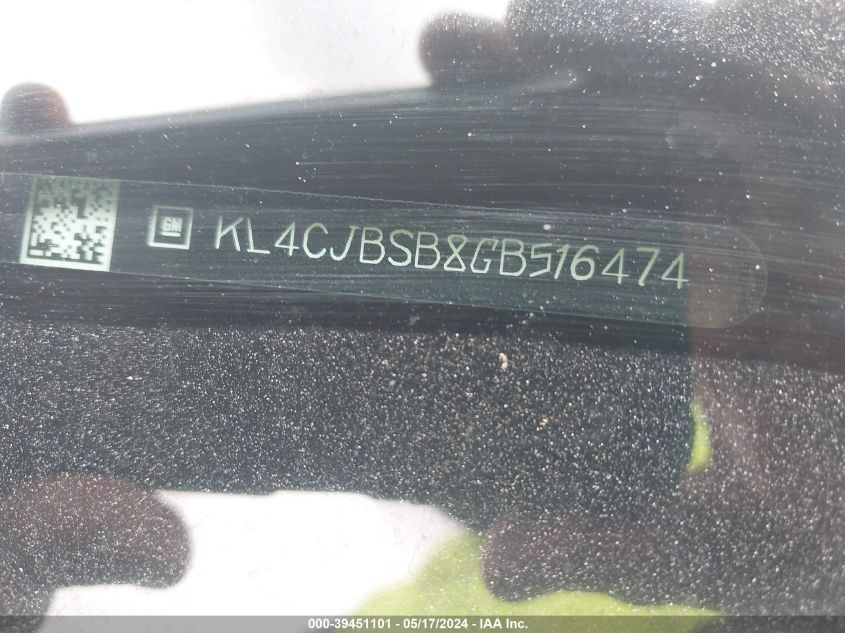 GM KL4CJBSB8GB516474
000-39451101 - 05/17/2024 - IAA Inc.